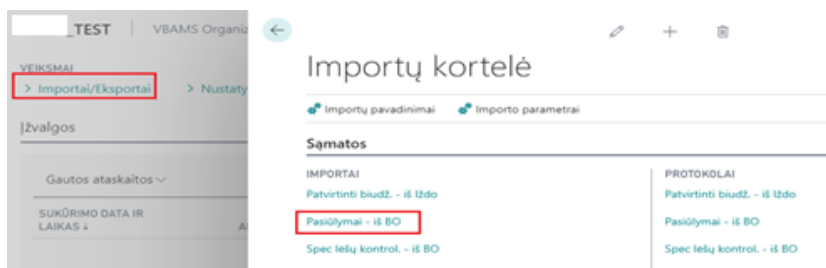 _TEST
VBAMS Organiz
VEIKSMAI
> Importai/Eksportai
> Nustaty
Įžvalgos
Gautos ataskaitos
SUKŪRIMO DATA IR
LAIKAS ↓
Importų kortelė
Importų pavadinimai
Importo parametrai
Sąmatos
IMPORTAI
Patvirtinti biudž. - iš Iždo
Pasiūlymai - iš BO
Spec lešų kontrol. - iš BO
PROTOKOLAI
Patvirtinti biudž. - iš Iždo
Pasiūlymai - iš BO
Spec lešų kontrol. - iš BO